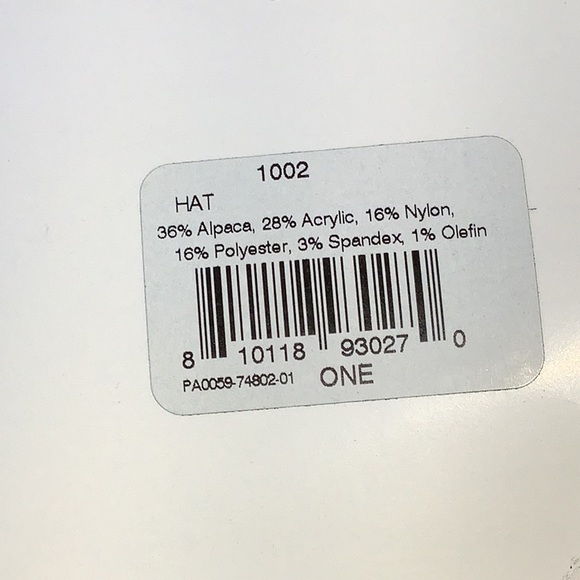 1002
HAT
36% Alpaca, 28% Acrylic, 16% Nylon,
16% Polyester, 3% Spandex, 1% Olefin
8 10118 93027 0
PA0059-74802-01 ONE